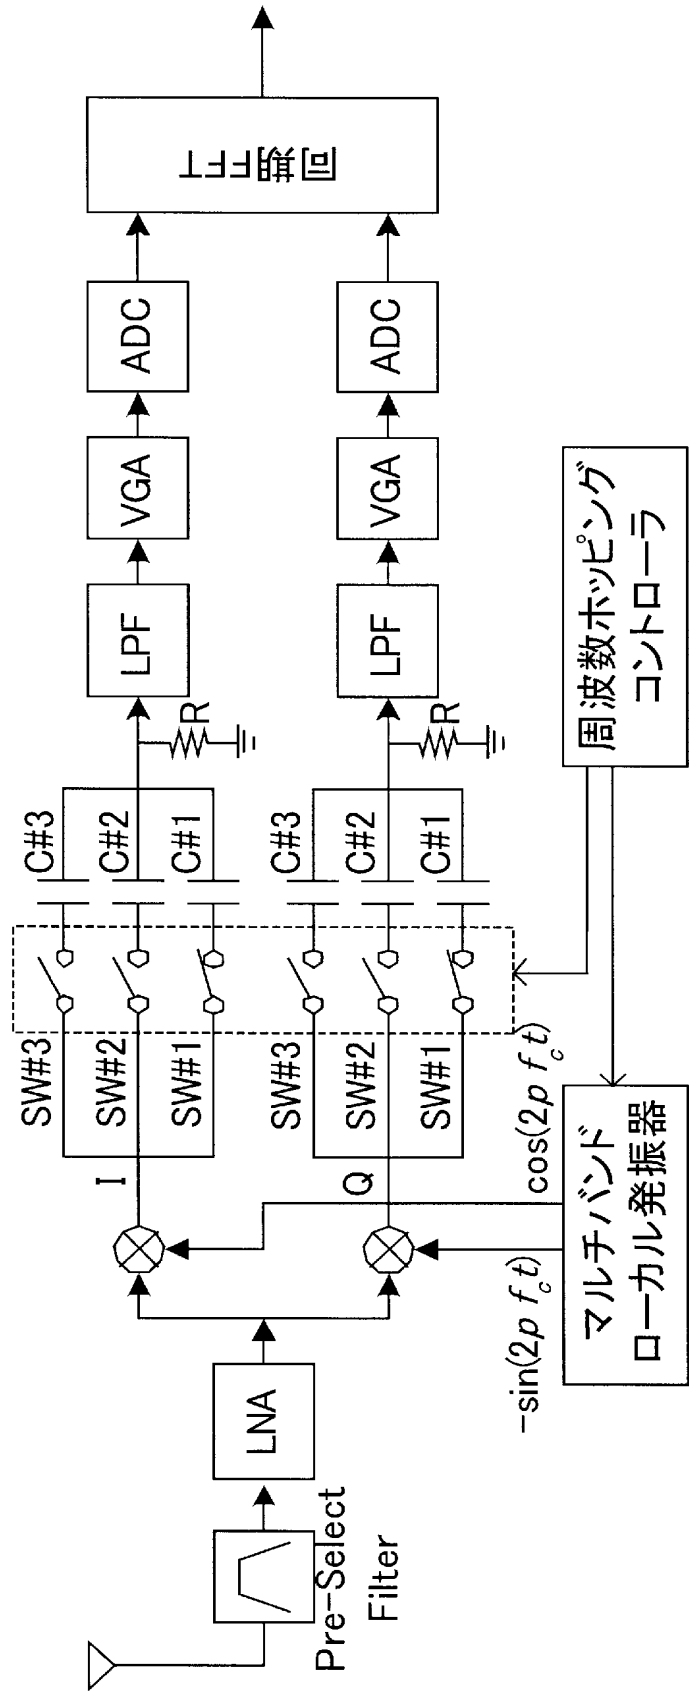 Pre-Select
Filter
LNA
I
Q
SW#3
SW#2
SW#1
C#3
C#2
C#1
R
LPF
VGA
ADC
SW#3
SW#2
SW#1
C#3
C#2
C#1
R
LPF
VGA
ADC
同期FFT
-sin(2p f_c t)
cos(2p f_c t)
マルチバンド
ローカル発振器
周波数ホッピング
コントローラ